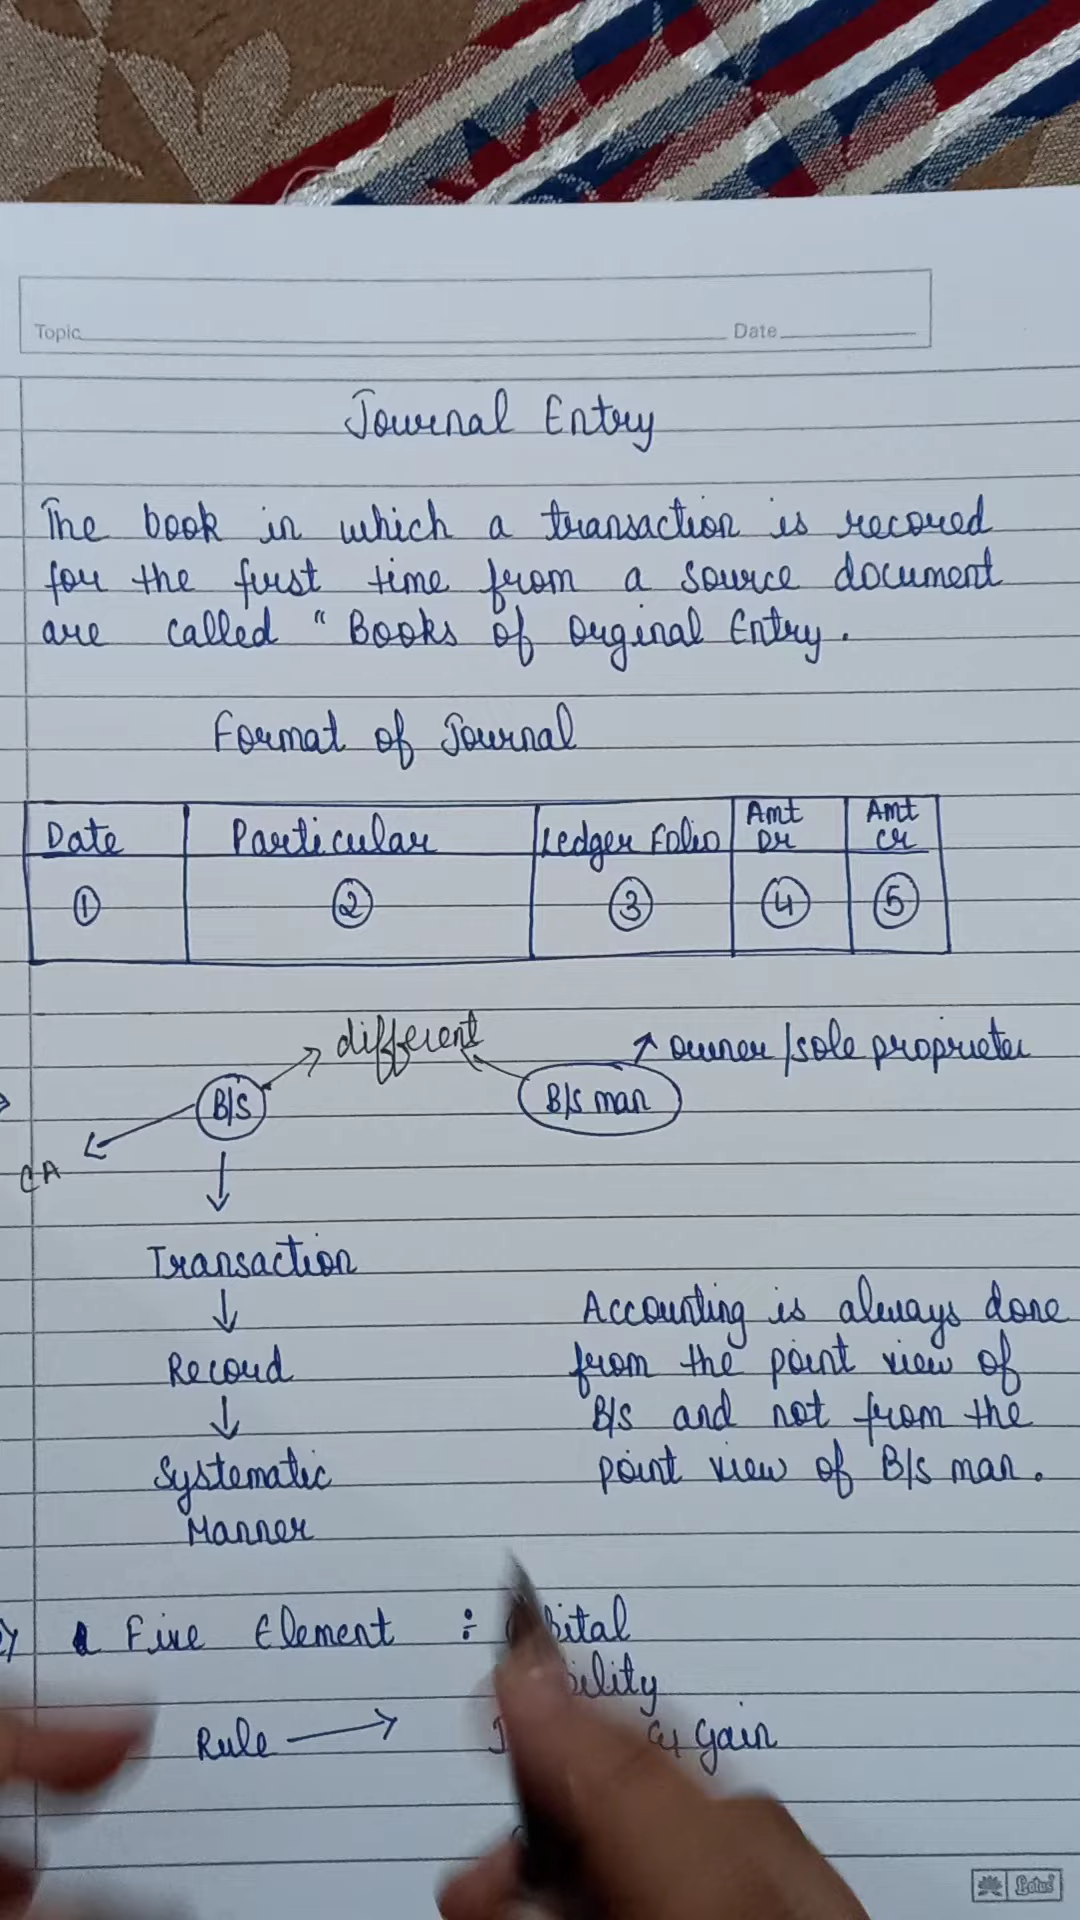 Topic Date
Journal Entry
The book in which a transaction is recored
for the first time from a source document
are called "Books of Orginal Entry.
Format of Journal
Date Particular Ledger Folio Amt Dr Amt Cr
① ② ③ ④ ⑤
different
↗ owner/sole proprieter
B/S B/S man
CA
Transaction
Record
Systematic
Manner
Accounting is always done
from the point view of
B/S and not from the
point view of B/S man.
Five Element :
Rule → gain
Lotus